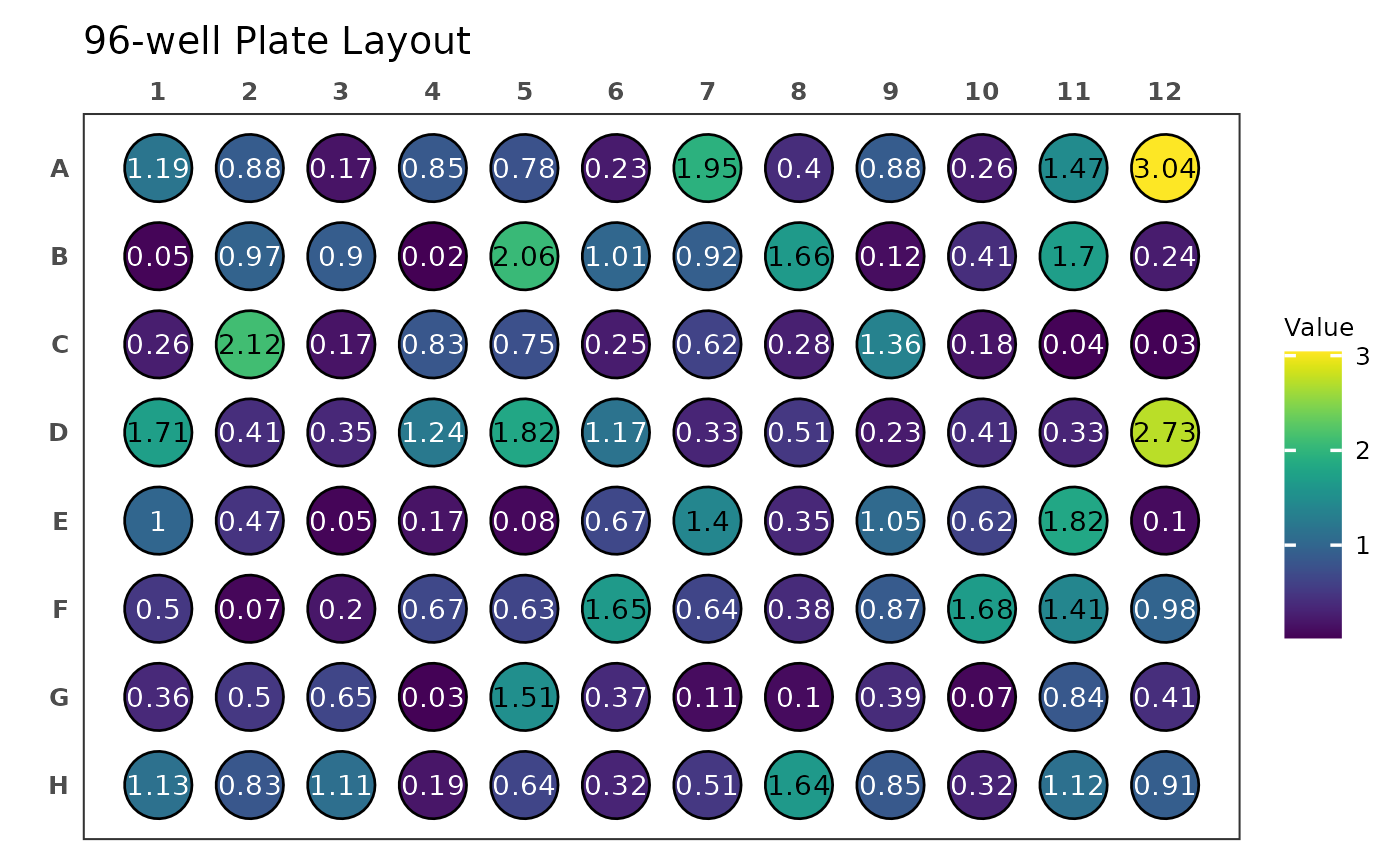 96-well Plate Layout
1 2 3 4 5 6 7 8 9 10 11 12
A 1.19 0.88 0.17 0.85 0.78 0.23 1.95 0.4 0.88 0.26 1.47 3.04
B 0.05 0.97 0.9 0.02 2.06 1.01 0.92 1.66 0.12 0.41 1.7 0.24
C 0.26 2.12 0.17 0.83 0.75 0.25 0.62 0.28 1.36 0.18 0.04 0.03
D 1.71 0.41 0.35 1.24 1.82 1.17 0.33 0.51 0.23 0.41 0.33 2.73
E 1 0.47 0.05 0.17 0.08 0.67 1.4 0.35 1.05 0.62 1.82 0.1
F 0.5 0.07 0.2 0.67 0.63 1.65 0.64 0.38 0.87 1.68 1.41 0.98
G 0.36 0.5 0.65 0.03 1.51 0.37 0.11 0.1 0.39 0.07 0.84 0.41
H 1.13 0.83 1.11 0.19 0.64 0.32 0.51 1.64 0.85 0.32 1.12 0.91
Value
3
2
1